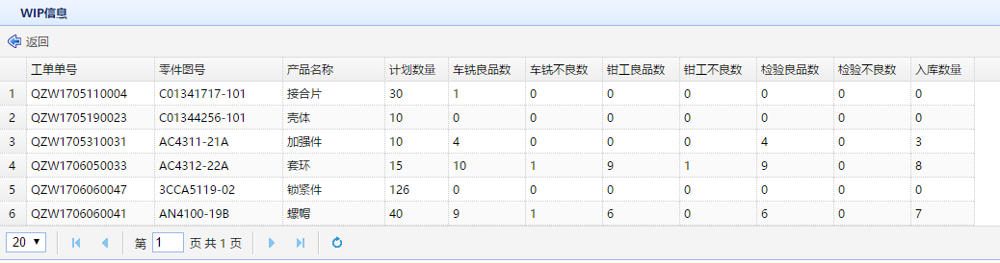 WIP信息
返回
工单单号 零件图号 产品名称 计划数量 车铣良品数 车铣不良数 钳工良品数 钳工不良数 检验良品数 检验不良数 入库数量
1 QZW1705110004 C01341717-101 接合片 30 1 0 0 0 0 0 0
2 QZW1705190023 C01344256-101 壳体 10 0 0 0 0 0 0 0
3 QZW1705310031 AC4311-21A 加强件 10 4 0 0 0 4 0 3
4 QZW1706050033 AC4312-22A 套环 15 10 1 9 1 9 0 8
5 QZW1706060047 3CCA5119-02 锁紧件 126 0 0 0 0 0 0 0
6 QZW1706060041 AN4100-19B 螺帽 40 9 1 6 0 6 0 7
20 第 1 页 共 1 页